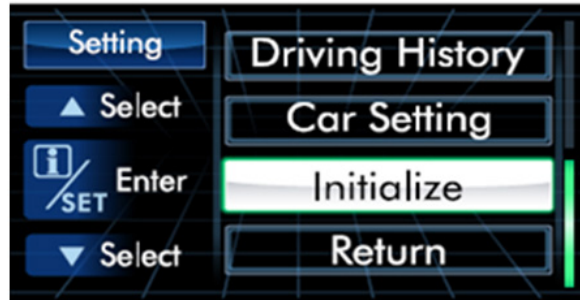 Setting
▲ Select
i/SET Enter
▼ Select
Driving History
Car Setting
Initialize
Return